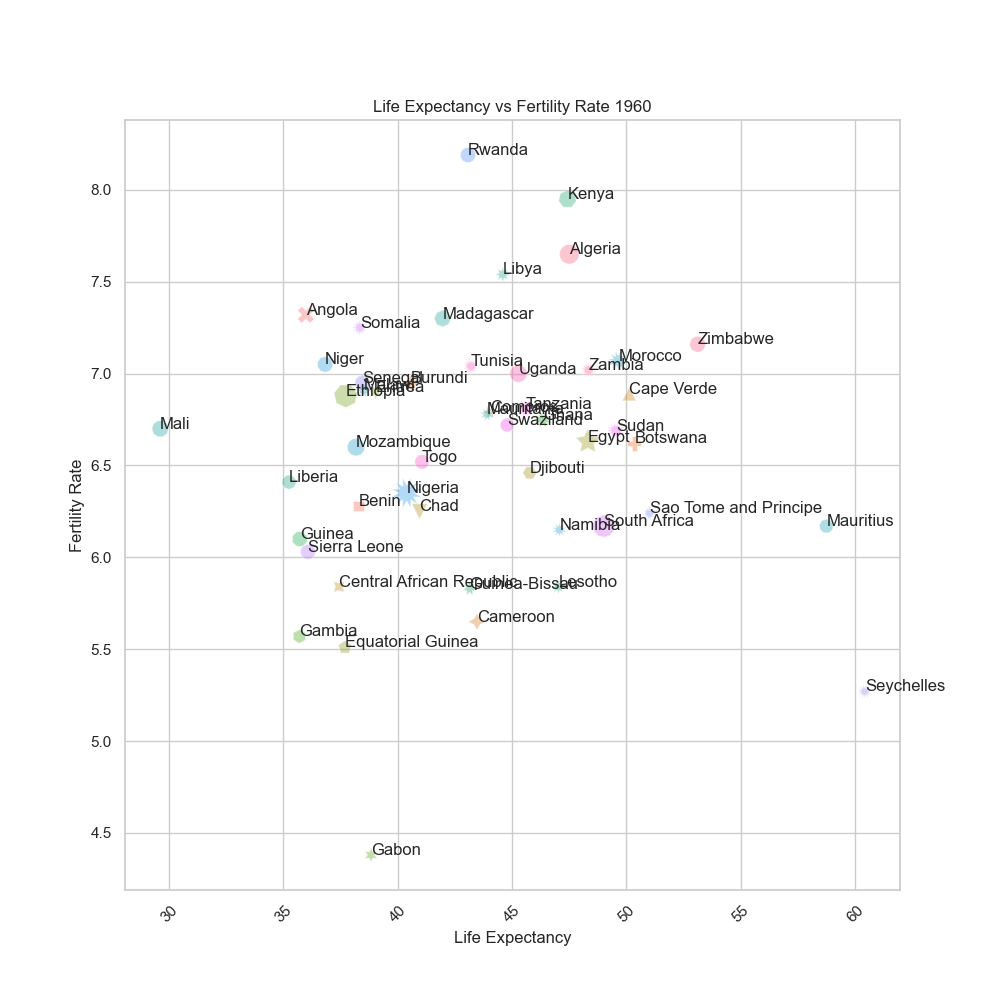 Life Expectancy vs Fertility Rate 1960
Rwanda
8.0
Kenya
Algeria
Libya
7.5
Angola
Madagascar
Somalia
Zimbabwe
Niger
Tunisia
Morocco
Zambia
Uganda
7.0
Senegal
Burundi
Ethiopia
Cape Verde
Tanzania
Comoros
Mauritania
Ghana
Swaziland
Mali
Sudan
Egypt
Botswana
Mozambique
Togo
6.5
Djibouti
Liberia
Nigeria
Benin
Chad
Sao Tome and Principe
South Africa
Namibia
Mauritius
Guinea
Sierra Leone
6.0
Central African Republic
Guinea-Bissau
Lesotho
Cameroon
Gambia
Equatorial Guinea
5.5
Seychelles
5.0
4.5
Gabon
Fertility Rate
30
35
40
45
50
55
60
Life Expectancy